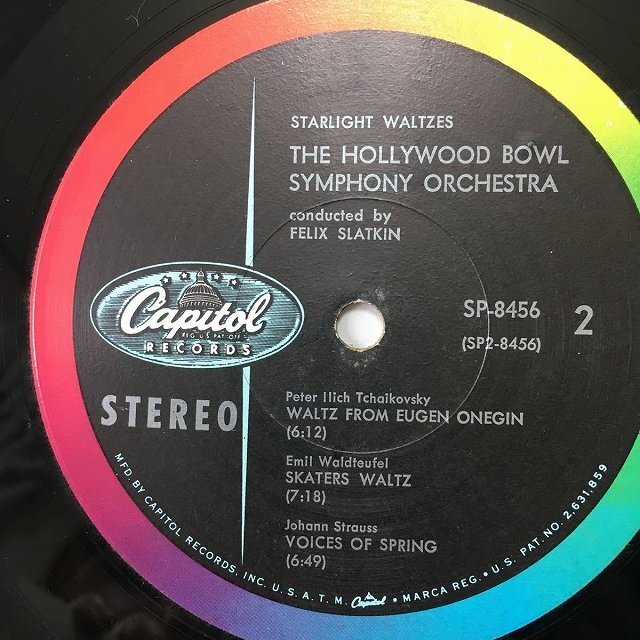 STARLIGHT WALTZES
THE HOLLYWOOD BOWL
SYMPHONY ORCHESTRA
conducted by
FELIX SLATKIN
Capitol
REG. U.S. PAT. OFF.
RECORDS
STEREO
SP-8456
(SP2-8456)
2
Peter Ilich Tchaikovsky
WALTZ FROM EUGEN ONEGIN
(6:12)
Emil Waldteufel
SKATERS WALTZ
(7:18)
Johann Strauss
VOICES OF SPRING
(6:49)
MFD BY CAPITOL RECORDS, INC. U.S.A. T.M. Capitol • MARCA REG. • U.S. PAT. NO. 2,631,859